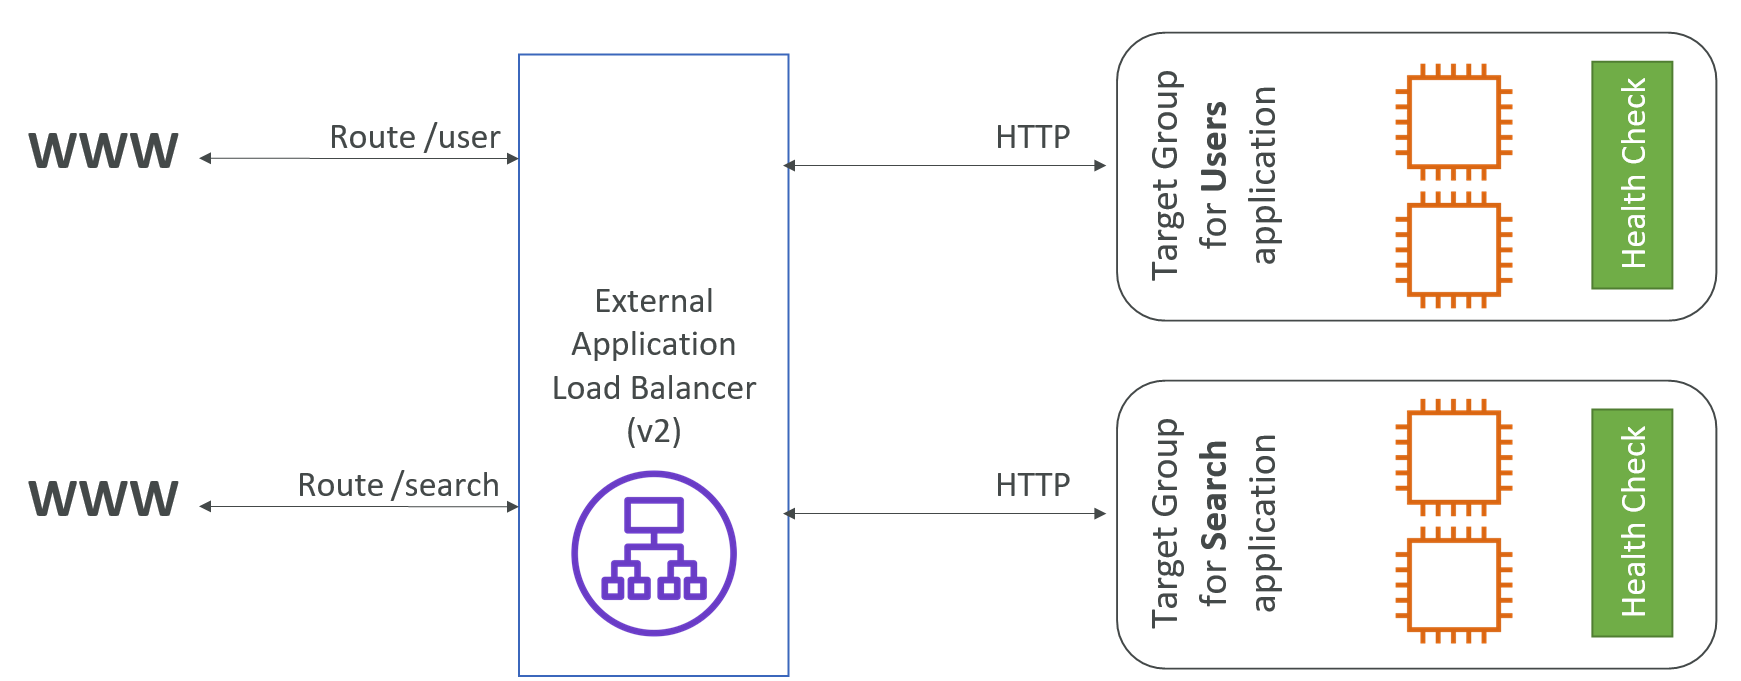 WWW
Route /user
HTTP
Target Group
for Users
application
Health Check
External
Application
Load Balancer
(v2)
WWW
Route /search
HTTP
Target Group
for Search
application
Health Check